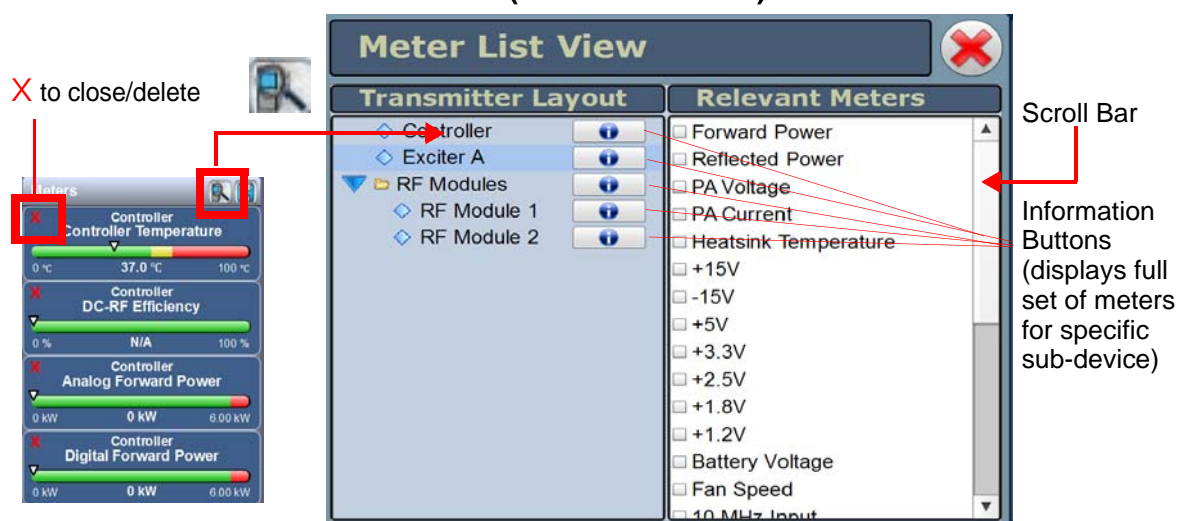 Meter List View
X to close/delete
Transmitter Layout
Relevant Meters
Controller
Exciter A
RF Modules
RF Module 1
RF Module 2
Forward Power
Reflected Power
PA Voltage
PA Current
Heatsink Temperature
+15V
-15V
+5V
+3.3V
+2.5V
+1.8V
+1.2V
Battery Voltage
Fan Speed
10 MHz Input
Scroll Bar
Information
Buttons
(displays full
set of meters
for specific
sub-device)
Meters
X Controller
Controller Temperature
0 °C 37.0 °C 100 °C
X Controller
DC-RF Efficiency
0 % N/A 100 %
X Controller
Analog Forward Power
0 kW 0 kW 6.00 kW
X Controller
Digital Forward Power
0 kW 0 kW 6.00 kW